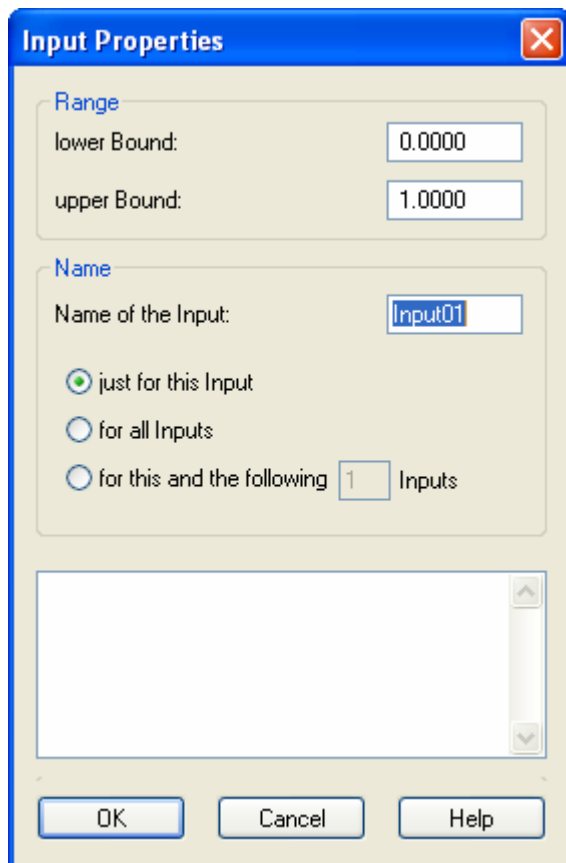 Input Properties
Range
lower Bound: 0.0000
upper Bound: 1.0000
Name
Name of the Input: Input01
just for this Input
for all Inputs
for this and the following 1 Inputs
OK Cancel Help